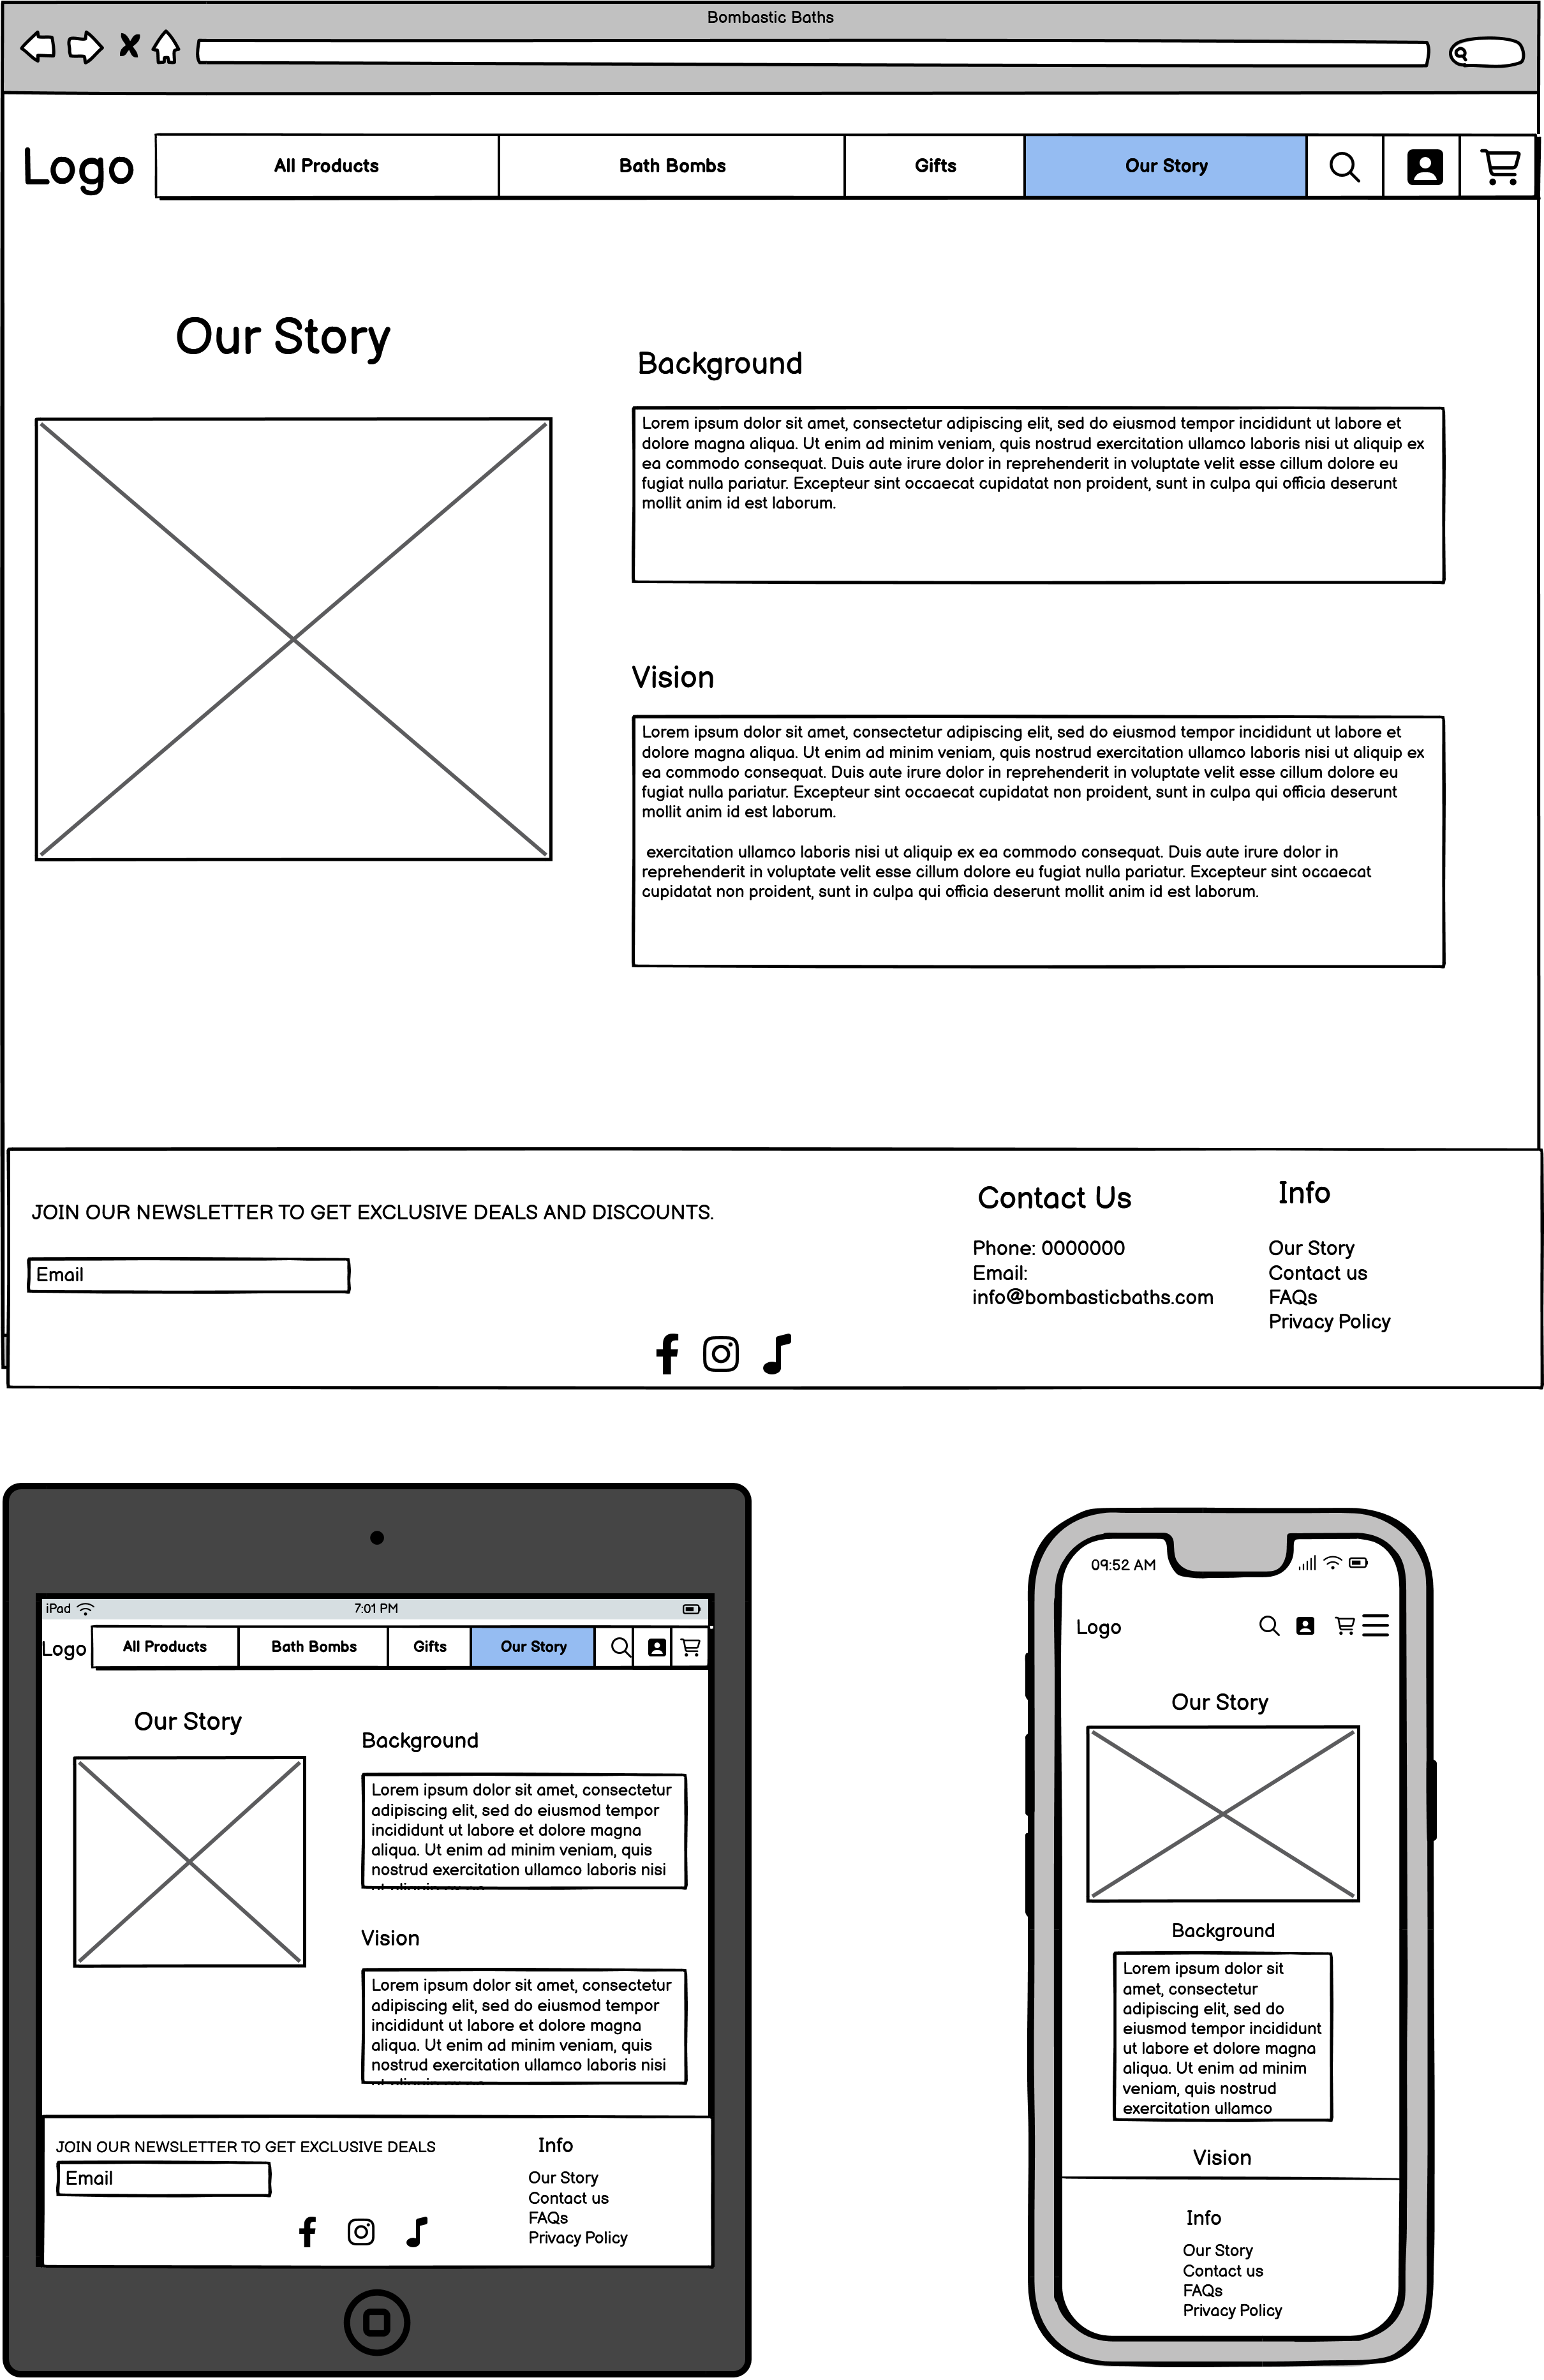 Bombastic Baths
Logo
All Products
Bath Bombs
Gifts
Our Story
Our Story
Background
Lorem ipsum dolor sit amet, consectetur adipiscing elit, sed do eiusmod tempor incididunt ut labore et
dolore magna aliqua. Ut enim ad minim veniam, quis nostrud exercitation ullamco laboris nisi ut aliquip ex
ea commodo consequat. Duis aute irure dolor in reprehenderit in voluptate velit esse cillum dolore eu
fugiat nulla pariatur. Excepteur sint occaecat cupidatat non proident, sunt in culpa qui officia deserunt
mollit anim id est laborum.
Vision
Lorem ipsum dolor sit amet, consectetur adipiscing elit, sed do eiusmod tempor incididunt ut labore et
dolore magna aliqua. Ut enim ad minim veniam, quis nostrud exercitation ullamco laboris nisi ut aliquip ex
ea commodo consequat. Duis aute irure dolor in reprehenderit in voluptate velit esse cillum dolore eu
fugiat nulla pariatur. Excepteur sint occaecat cupidatat non proident, sunt in culpa qui officia deserunt
mollit anim id est laborum.
exercitation ullamco laboris nisi ut aliquip ex ea commodo consequat. Duis aute irure dolor in
reprehenderit in voluptate velit esse cillum dolore eu fugiat nulla pariatur. Excepteur sint occaecat
cupidatat non proident, sunt in culpa qui officia deserunt mollit anim id est laborum.
JOIN OUR NEWSLETTER TO GET EXCLUSIVE DEALS AND DISCOUNTS.
Email
Contact Us
Phone: 0000000
Email:
info@bombasticbaths.com
Info
Our Story
Contact us
FAQs
Privacy Policy
iPad
7:01 PM
Logo
All Products
Bath Bombs
Gifts
Our Story
Our Story
Background
Lorem ipsum dolor sit amet, consectetur
adipiscing elit, sed do eiusmod tempor
incididunt ut labore et dolore magna
aliqua. Ut enim ad minim veniam, quis
nostrud exercitation ullamco laboris nisi
Vision
Lorem ipsum dolor sit amet, consectetur
adipiscing elit, sed do eiusmod tempor
incididunt ut labore et dolore magna
aliqua. Ut enim ad minim veniam, quis
nostrud exercitation ullamco laboris nisi
JOIN OUR NEWSLETTER TO GET EXCLUSIVE DEALS
Email
Info
Our Story
Contact us
FAQs
Privacy Policy
09:52 AM
Logo
Our Story
Background
Lorem ipsum dolor sit
amet, consectetur
adipiscing elit, sed do
eiusmod tempor incididunt
ut labore et dolore magna
aliqua. Ut enim ad minim
veniam, quis nostrud
exercitation ullamco
Vision
Info
Our Story
Contact us
FAQs
Privacy Policy